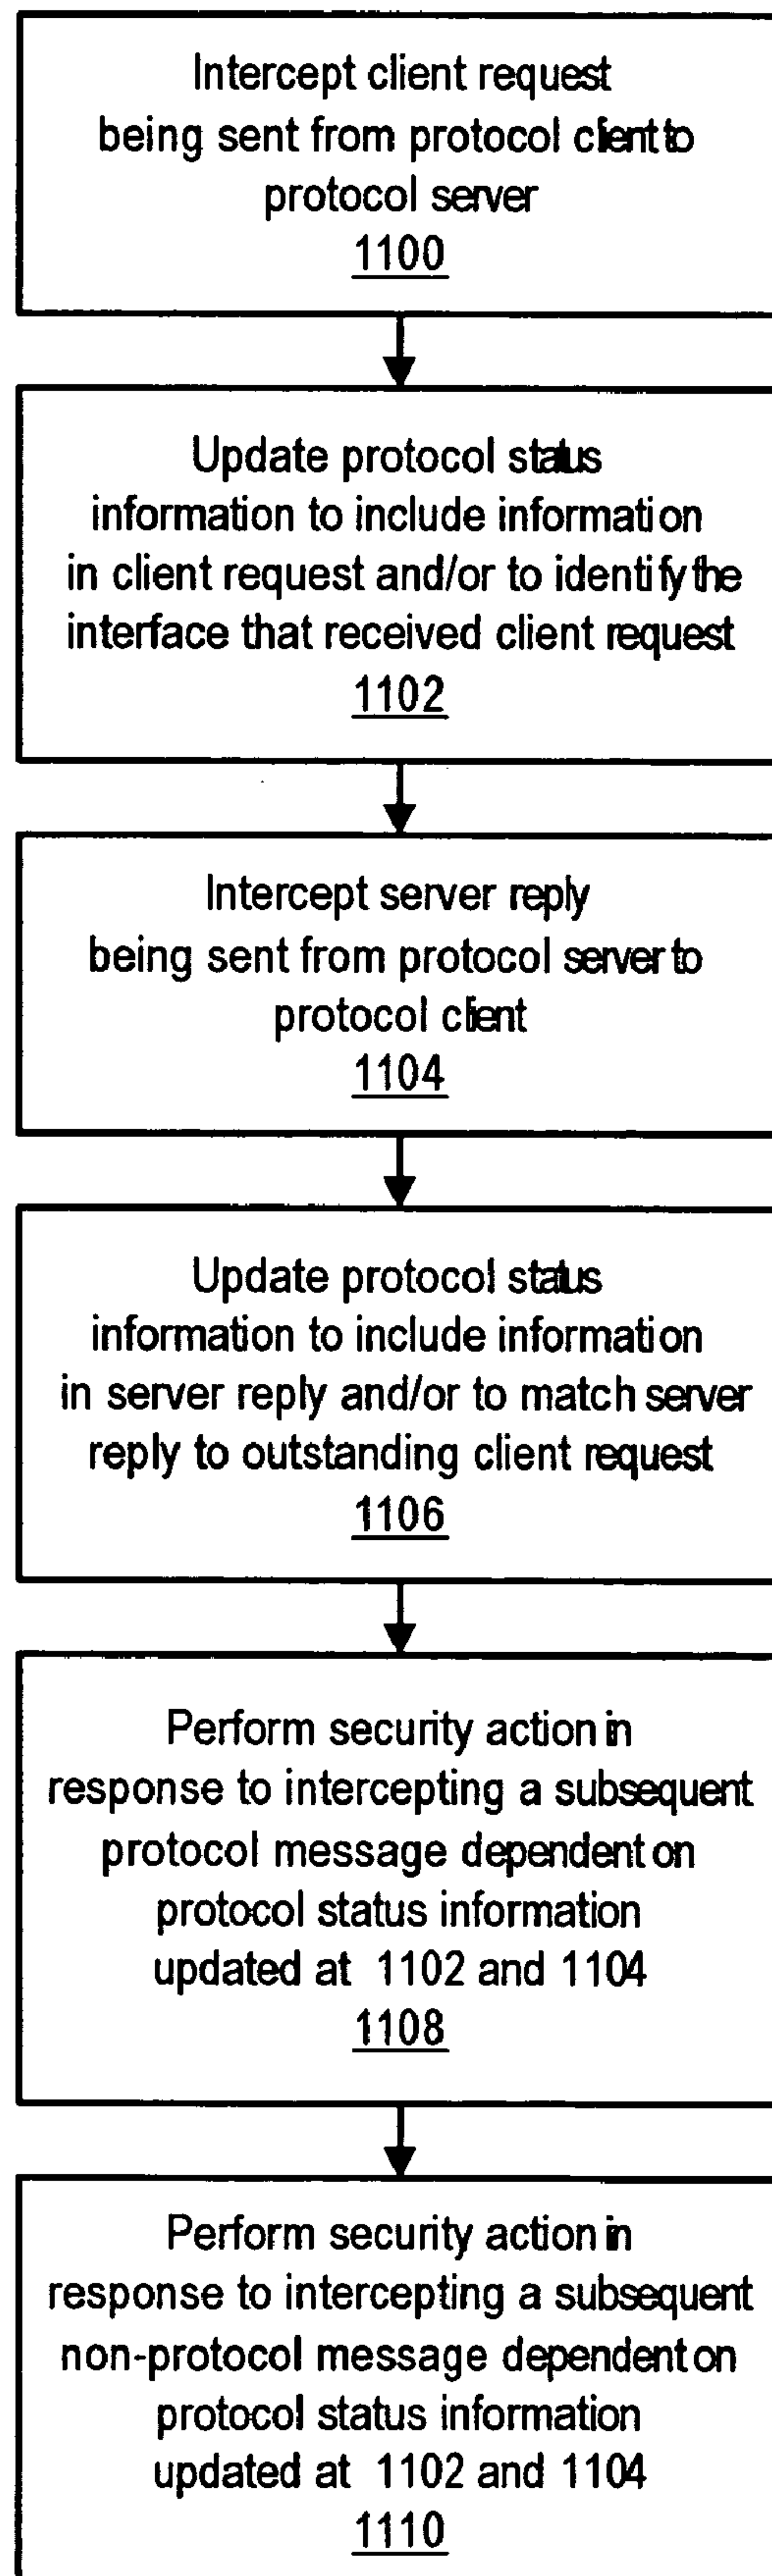 Intercept client request
being sent from protocol client to
protocol server
1100
Update protocol status
information to include information
in client request and/or to identify the
interface that received client request
1102
Intercept server reply
being sent from protocol server to
protocol client
1104
Update protocol status
information to include information
in server reply and/or to match server
reply to outstanding client request
1106
Perform security action in
response to intercepting a subsequent
protocol message dependent on
protocol status information
updated at 1102 and 1104
1108
Perform security action in
response to intercepting a subsequent
non-protocol message dependent on
protocol status information
updated at 1102 and 1104
1110